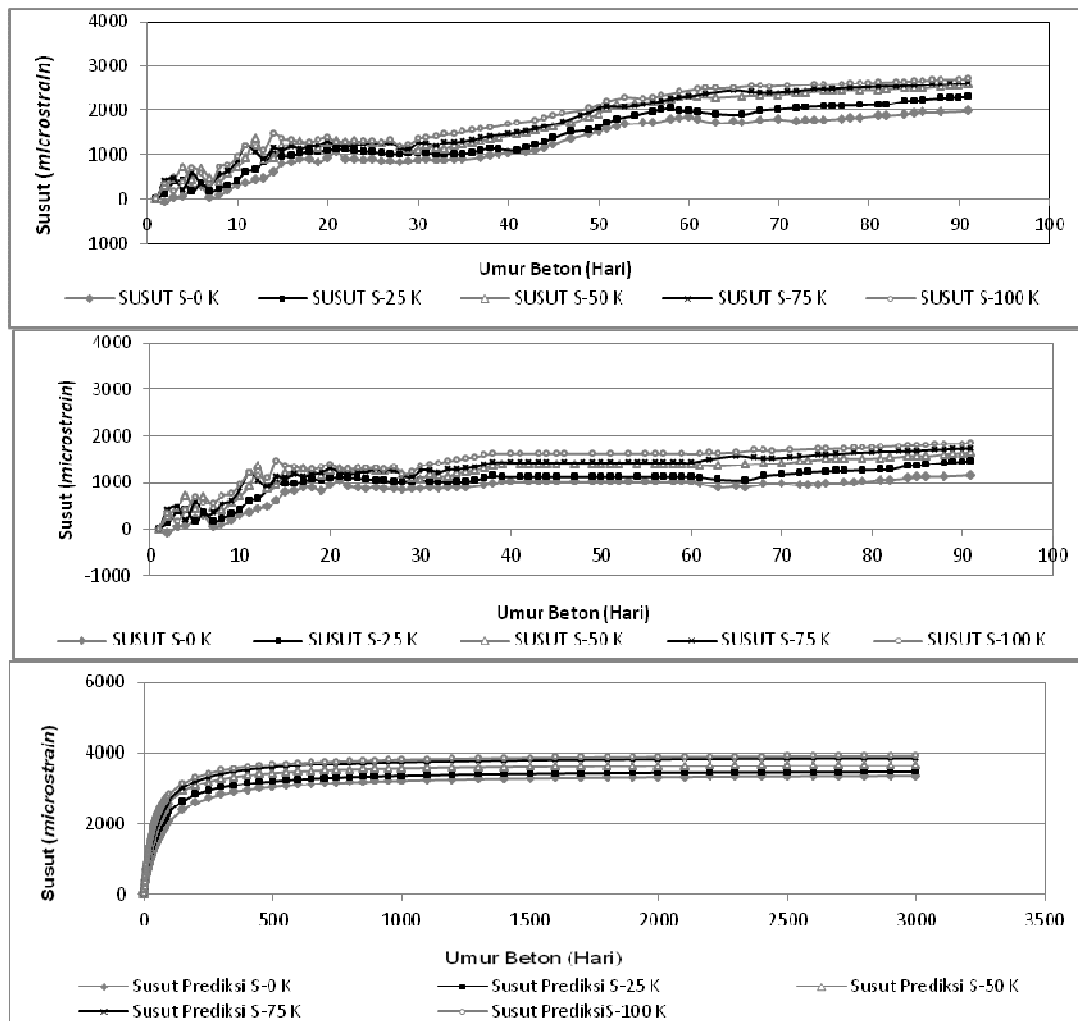 4000
3000
2000
1000
0
1000
Susut (microstrain)
0 10 20 30 40 50 60 70 80 90 100
Umur Beton (Hari)
SUSUT S-0 K SUSUT S-25 K SUSUT S-50 K SUSUT S-75 K SUSUT S-100 K
4000
3000
2000
1000
0
-1000
Susut (microstrain)
0 10 20 30 40 50 60 70 80 90 100
Umur Beton (Hari)
SUSUT S-0 K SUSUT S-25 K SUSUT S-50 K SUSUT S-75 K SUSUT S-100 K
6000
4000
2000
0
Susut (microstrain)
0 500 1000 1500 2000 2500 3000 3500
Umur Beton (Hari)
Susut Prediksi S-0 K Susut Prediksi S-25 K Susut Prediksi S-50 K
Susut Prediksi S-75 K Susut PrediksiS-100 K